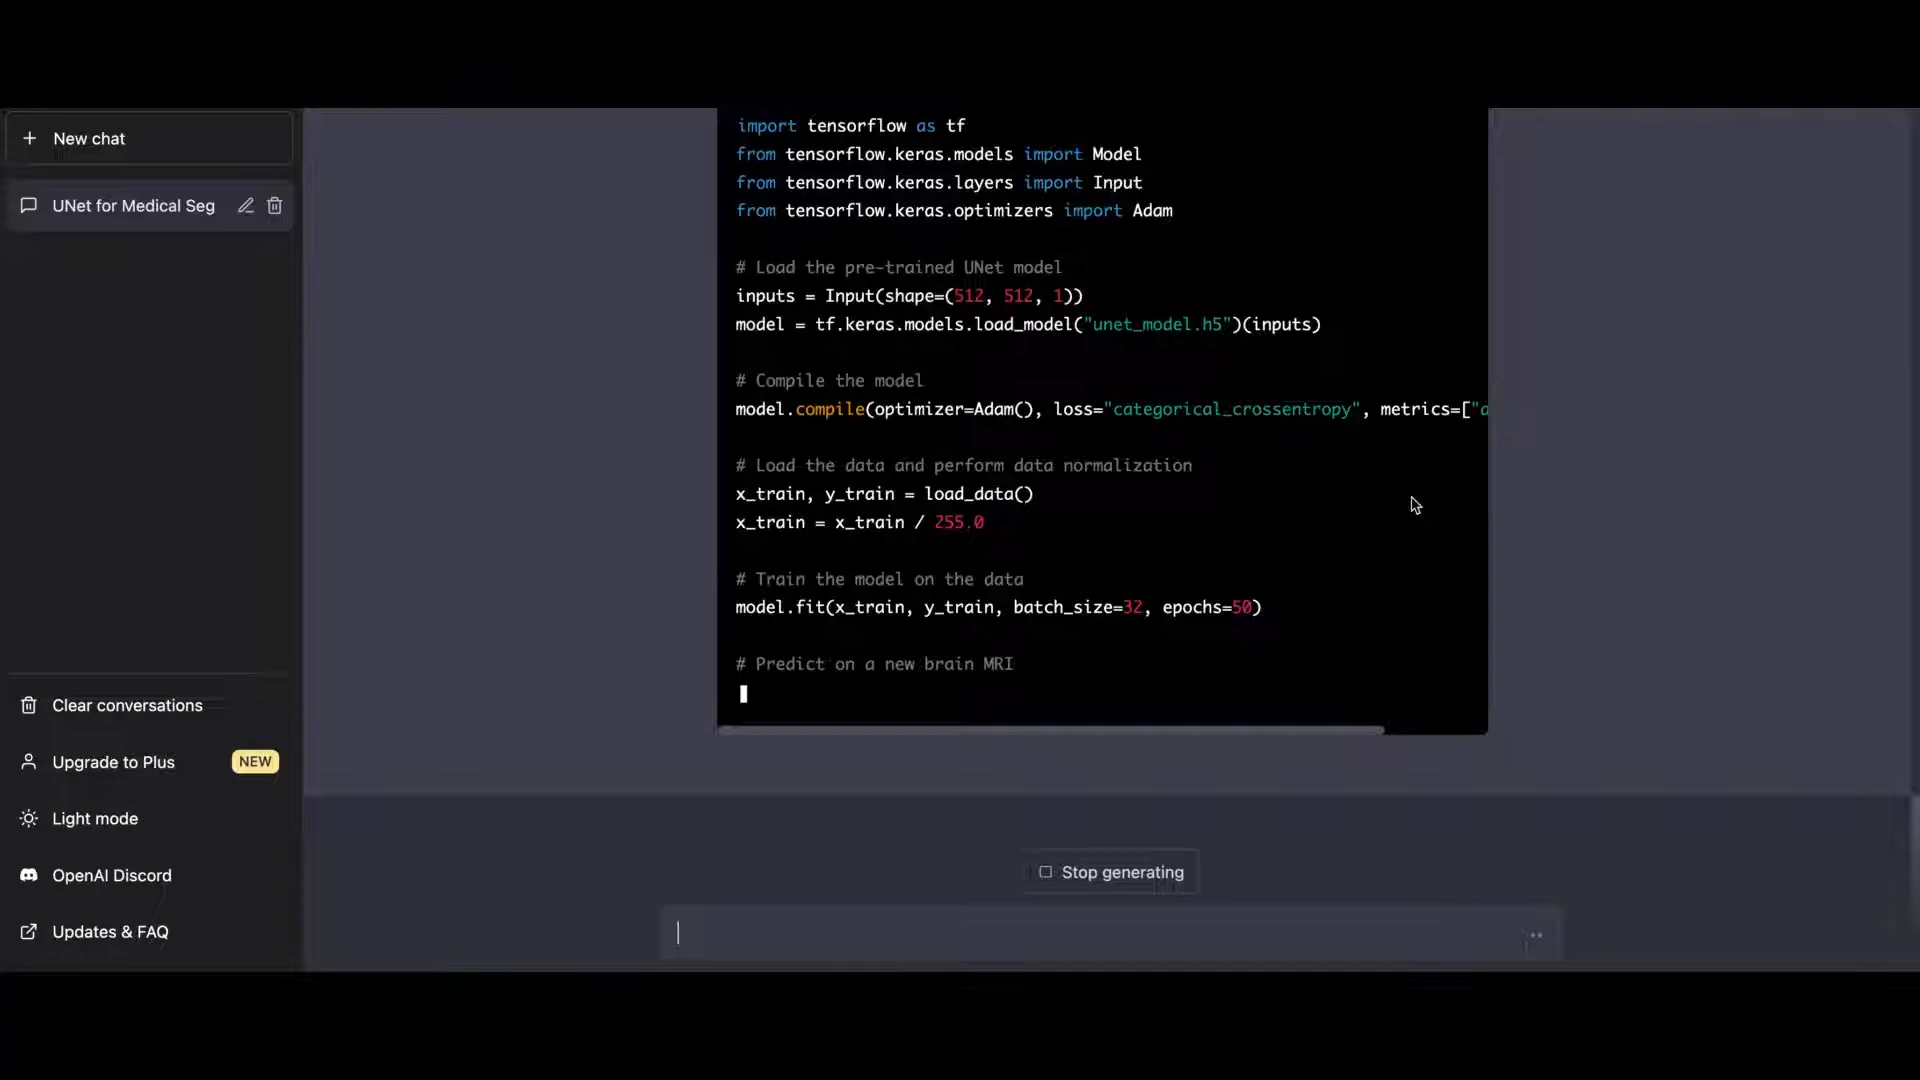 New chat
UNet for Medical Seg
Clear conversations
Upgrade to Plus NEW
Light mode
OpenAI Discord
Updates & FAQ
import tensorflow as tf
from tensorflow.keras.models import Model
from tensorflow.keras.layers import Input
from tensorflow.keras.optimizers import Adam
# Load the pre-trained UNet model
inputs = Input(shape=(512, 512, 1))
model = tf.keras.models.load_model("unet_model.h5")(inputs)
# Compile the model
model.compile(optimizer=Adam(), loss="categorical_crossentropy", metrics=["a
# Load the data and perform data normalization
x_train, y_train = load_data()
x_train = x_train / 255.0
# Train the model on the data
model.fit(x_train, y_train, batch_size=32, epochs=50)
# Predict on a new brain MRI
Stop generating